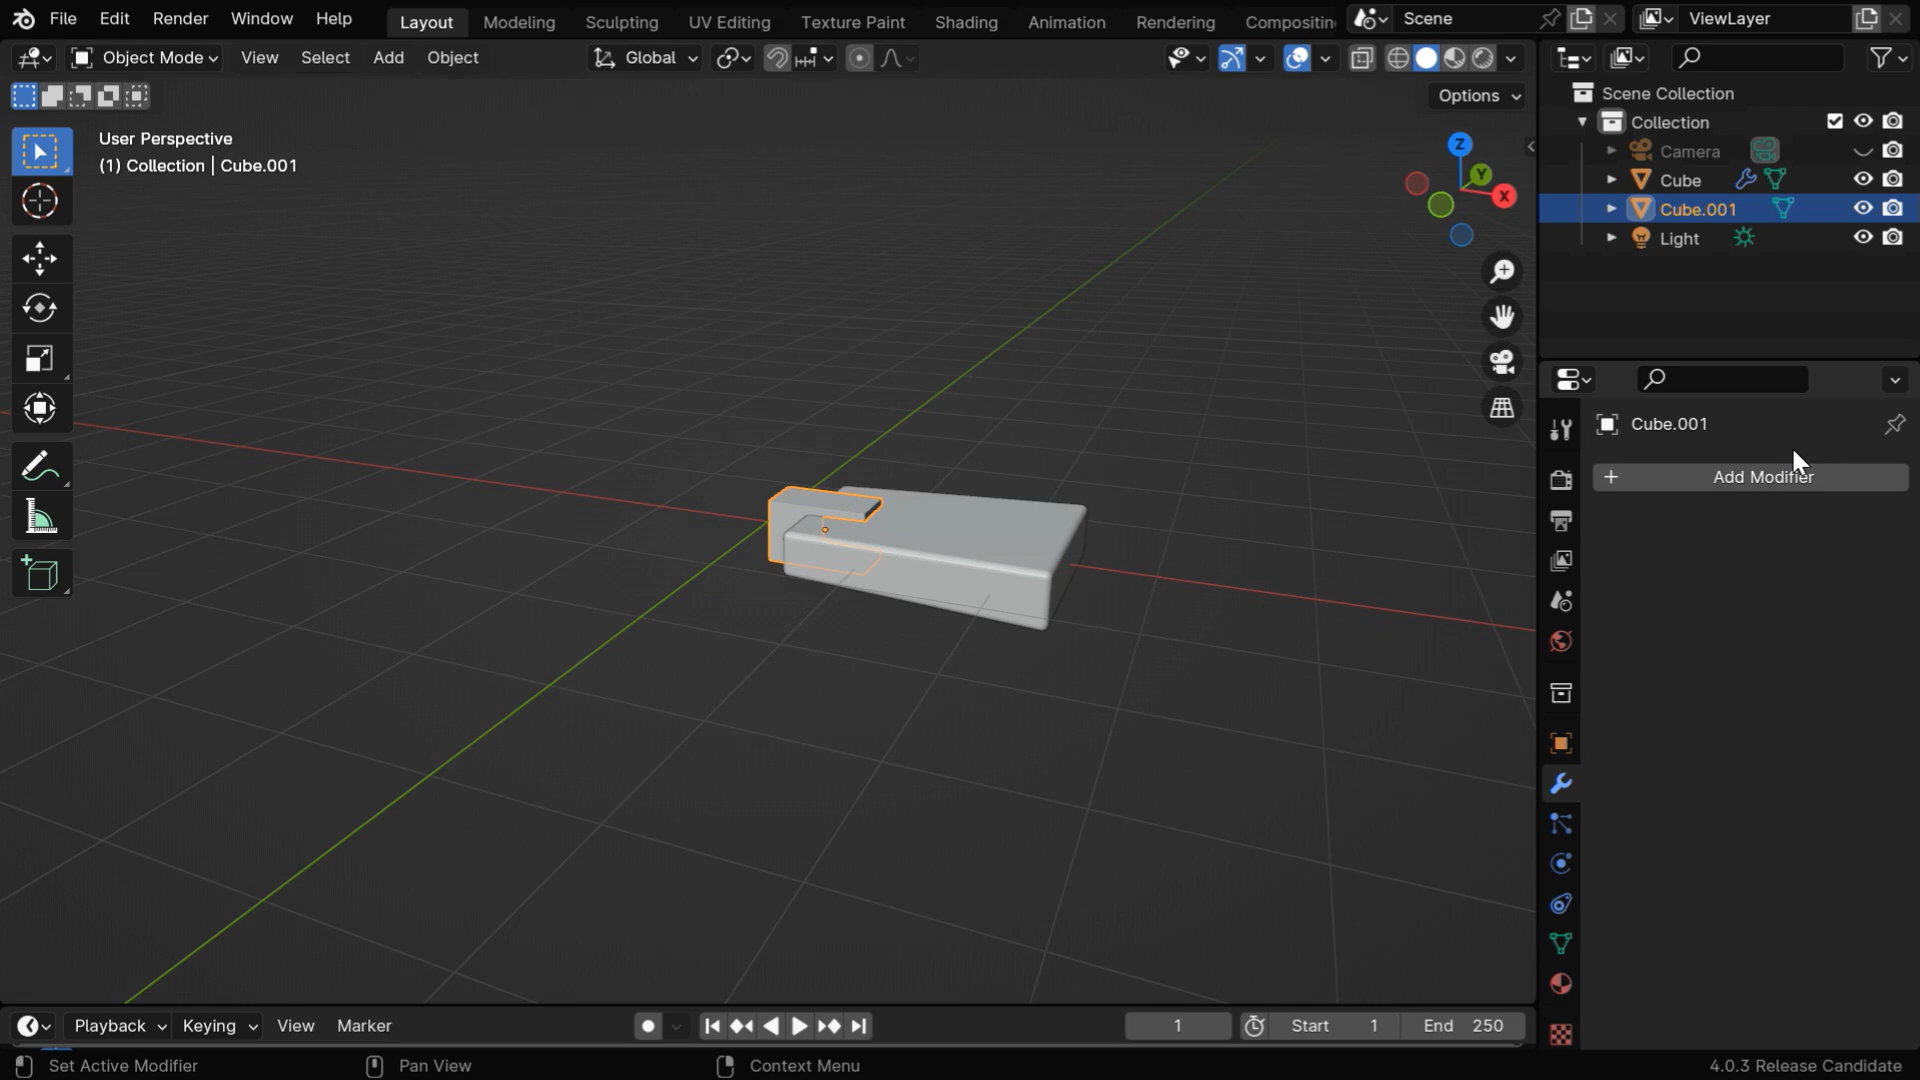 File Edit Render Window Help Layout Modeling Sculpting UV Editing Texture Paint Shading Animation Rendering Compositin Scene ViewLayer
Object Mode View Select Add Object Global
Options
User Perspective
(1) Collection | Cube.001
Z
Y
X
Scene Collection
Collection
Camera
Cube
Cube.001
Light
Cube.001
Add Modifier
Playback Keying View Marker 1 Start 1 End 250
Set Active Modifier Pan View Context Menu 4.0.3 Release Candidate